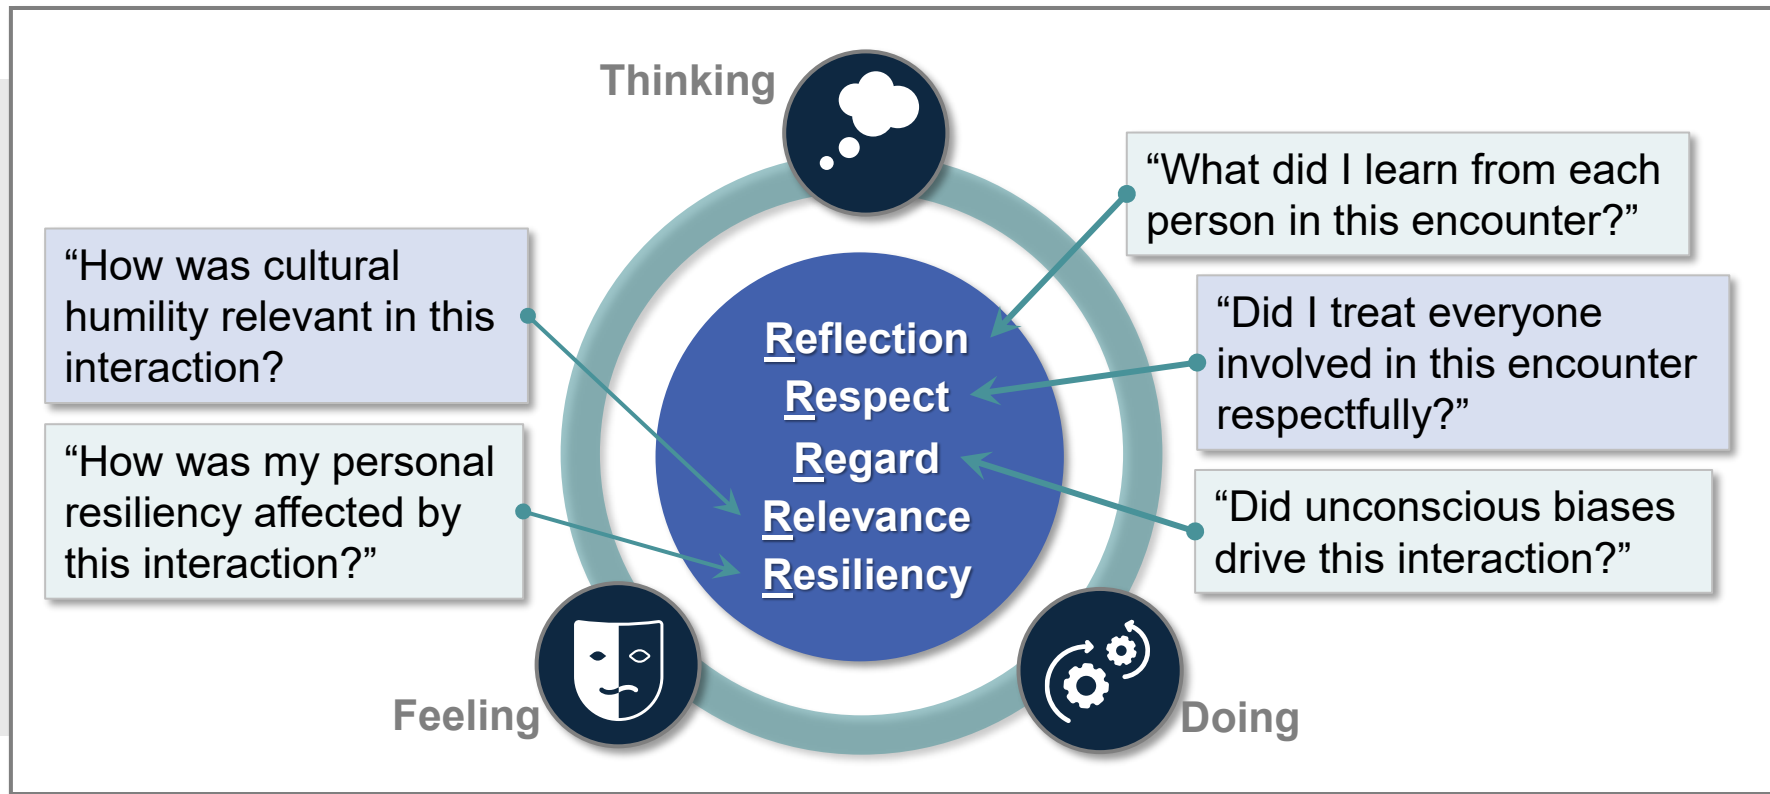 Thinking
“What did I learn from each
person in this encounter?”
“How was cultural
humility relevant in this
interaction?
“Did I treat everyone
involved in this encounter
respectfully?”
“How was my personal
resiliency affected by
this interaction?”
“Did unconscious biases
drive this interaction?”
Reflection
Respect
Regard
Relevance
Resiliency
Feeling
Doing